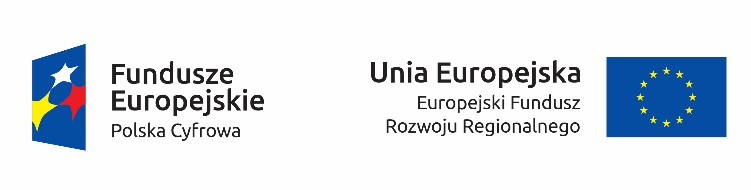 Fundusze
Europejskie
Polska Cyfrowa
Unia Europejska
Europejski Fundusz
Rozwoju Regionalnego